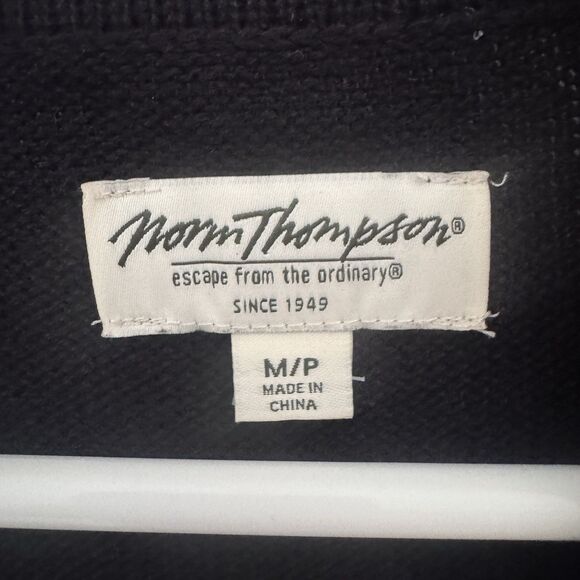 Norm Thompson®
escape from the ordinary®
SINCE 1949
M/P
MADE IN
CHINA